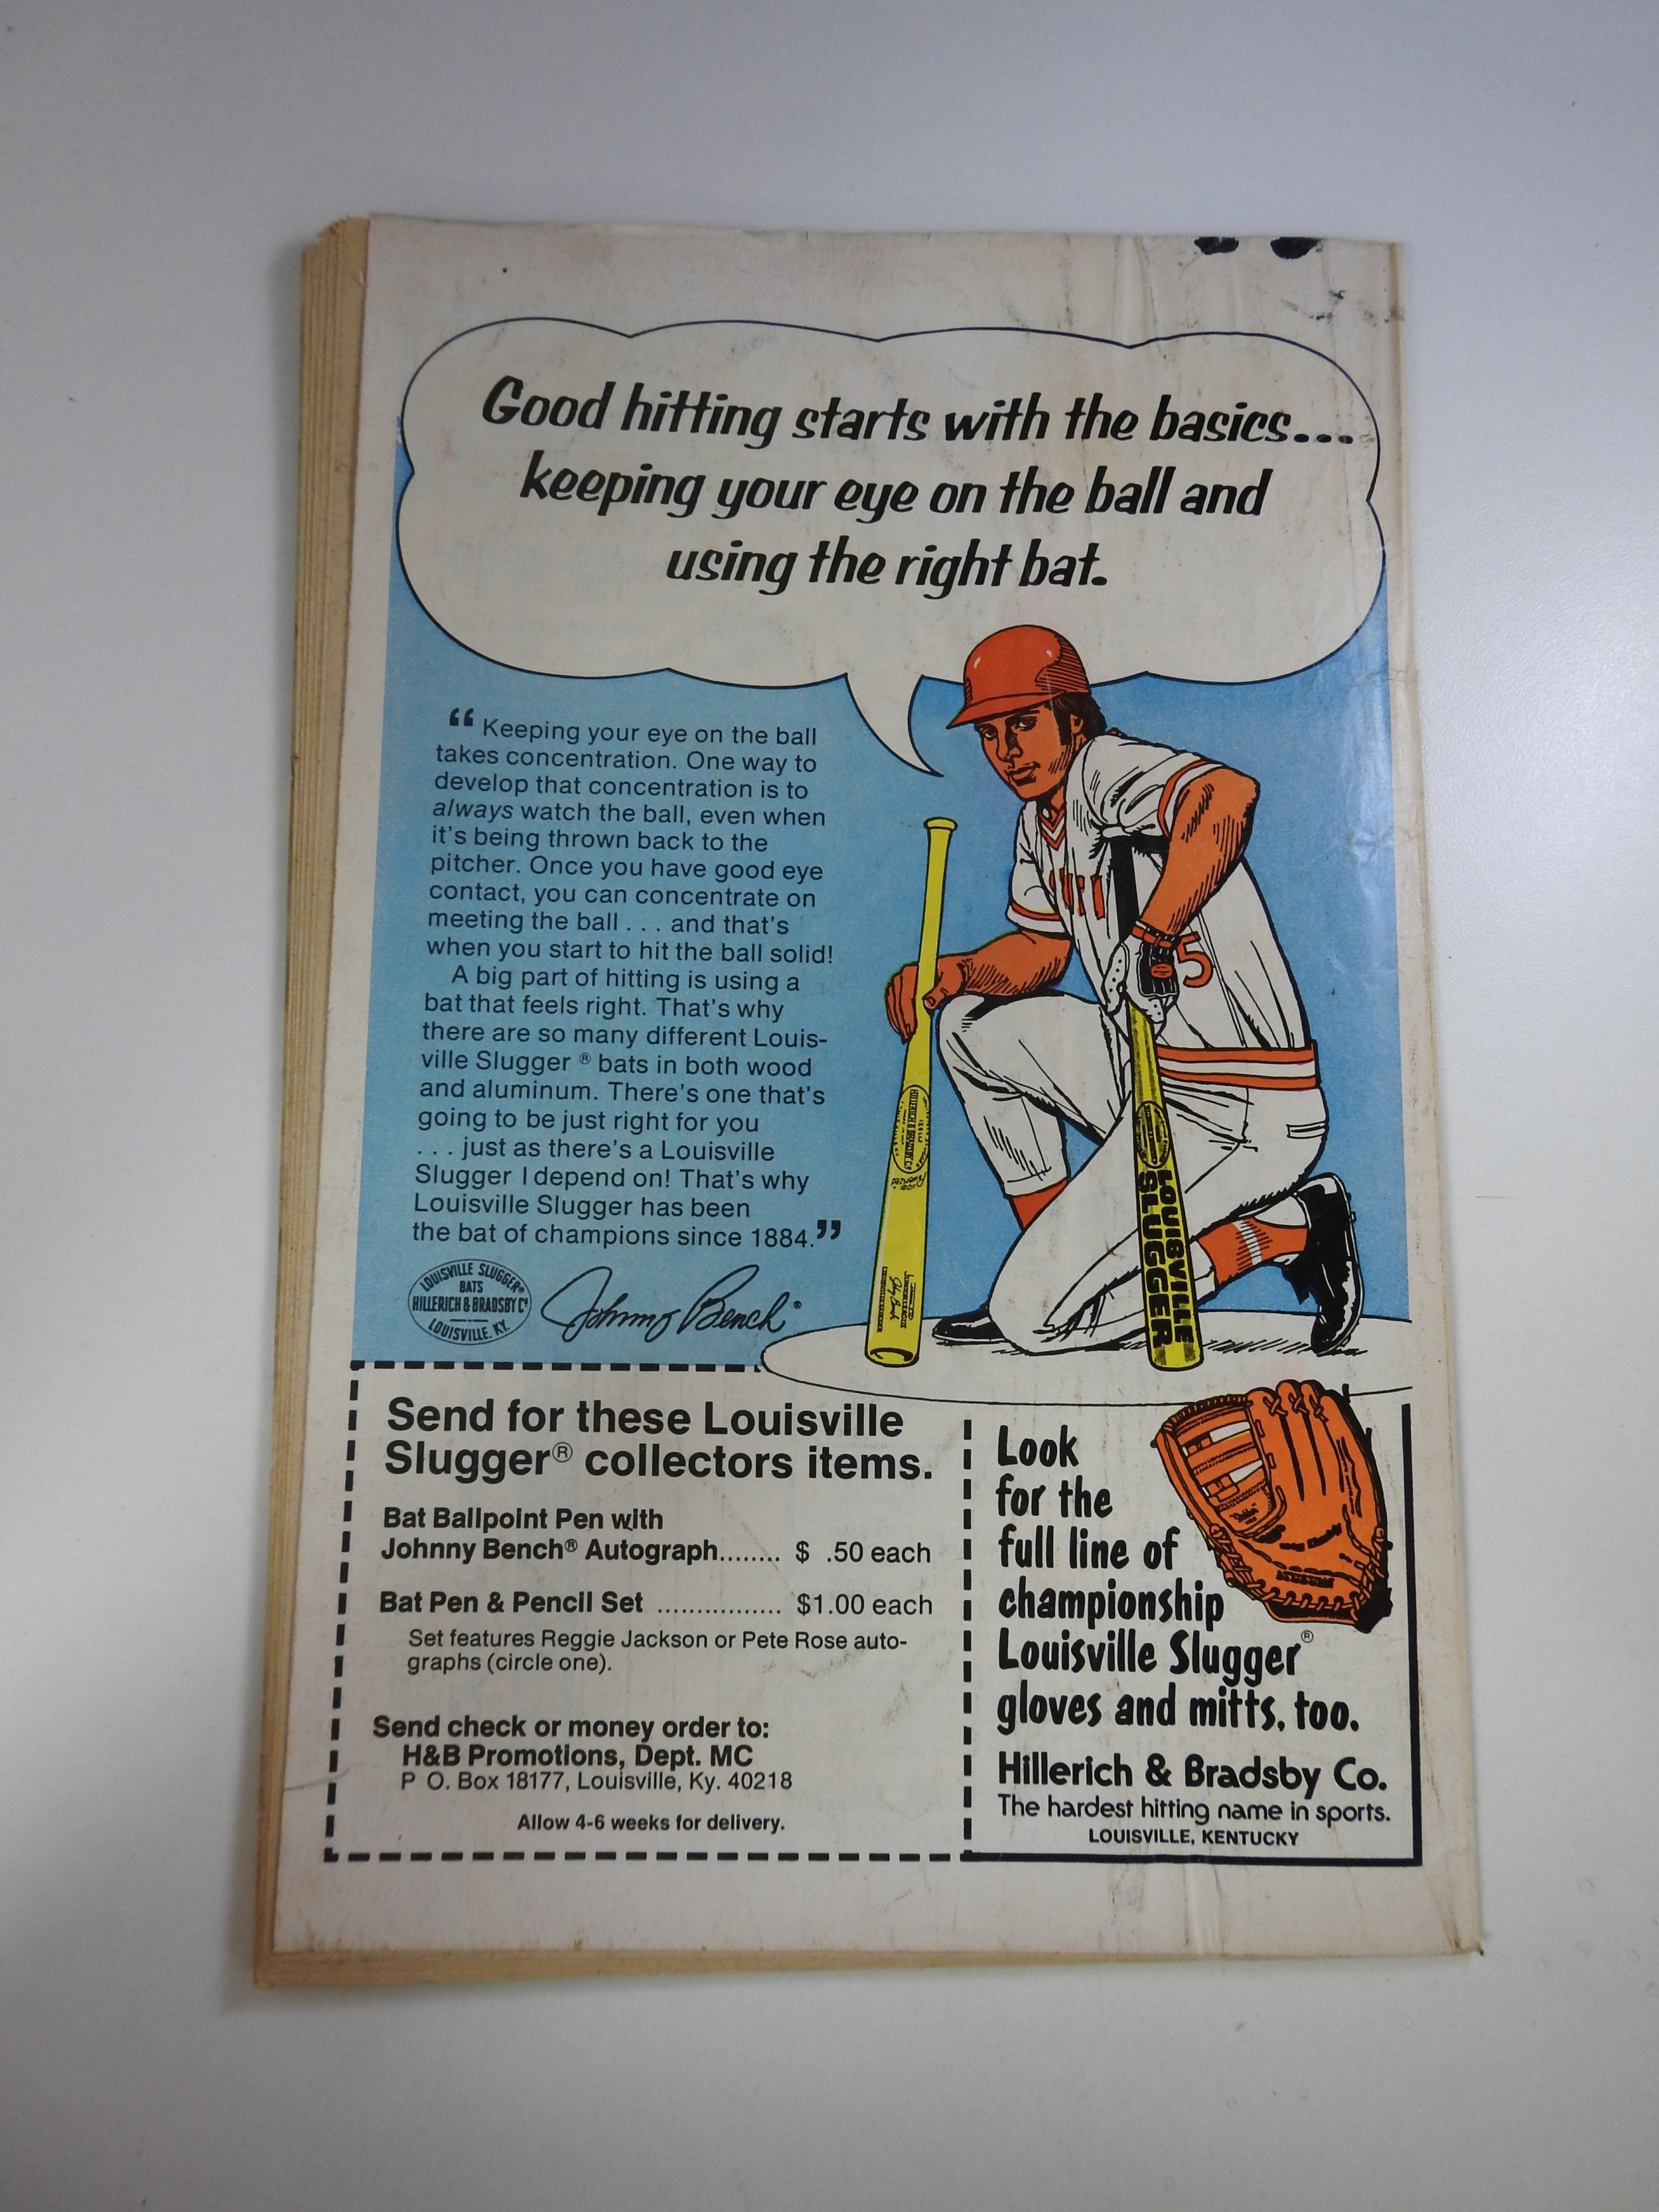 Good hitting starts with the basics...
keeping your eye on the ball and
using the right bat.
“Keeping your eye on the ball
takes concentration. One way to
develop that concentration is to
always watch the ball, even when
it's being thrown back to the
pitcher. Once you have good eye
contact, you can concentrate on
meeting the ball . . . and that's
when you start to hit the ball solid!
A big part of hitting is using a
bat that feels right. That's why
there are so many different Louis-
ville Slugger ® bats in both wood
and aluminum. There's one that's
going to be just right for you
. . . just as there's a Louisville
Slugger I depend on! That's why
Louisville Slugger has been
the bat of champions since 1884.”
LOUISVILLE SLUGGER®
BATS
HILLERICH & BRADSBY Cº
LOUISVILLE. KY.
Johnny Bench®
5
HILLERICH & BRADSBY Cº
LOUISVILLE
SLUGGER
Send for these Louisville
Slugger® collectors items.
Bat Ballpoint Pen with
Johnny Bench® Autograph........ $ .50 each
Bat Pen & Pencil Set ................ $1.00 each
Set features Reggie Jackson or Pete Rose auto-
graphs (circle one).
Send check or money order to:
H&B Promotions, Dept. MC
P O. Box 18177, Louisville, Ky. 40218
Allow 4-6 weeks for delivery.
Look
for the
full line of
championship
Louisville Slugger®
gloves and mitts, too.
Hillerich & Bradsby Co.
The hardest hitting name in sports.
LOUISVILLE, KENTUCKY